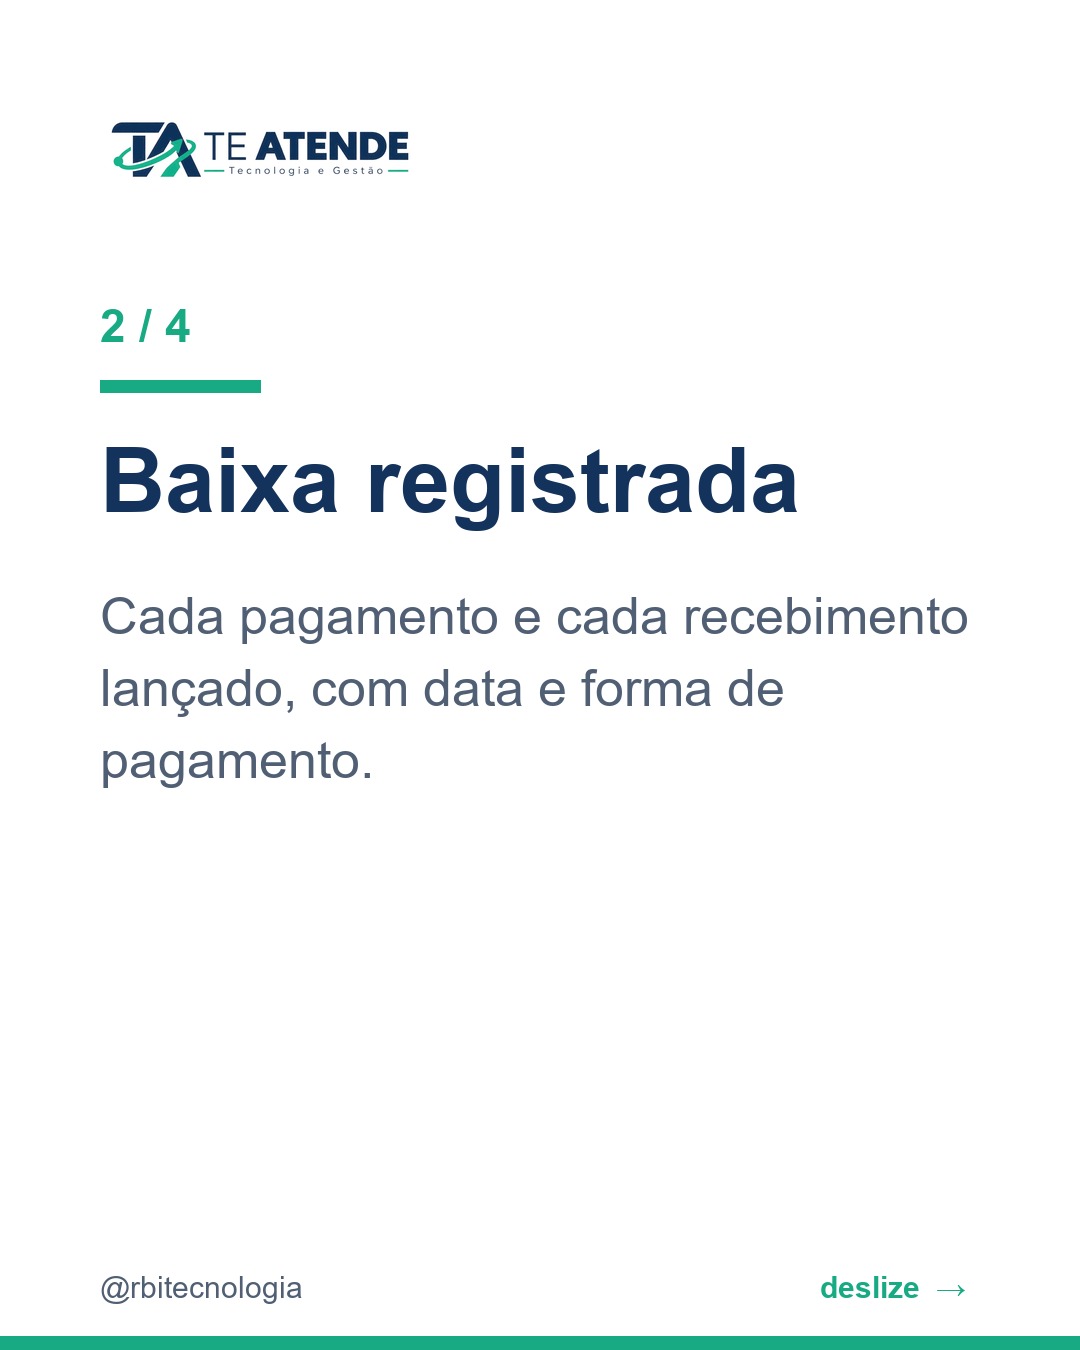 TA TE ATENDE
Tecnologia e Gestão
2 / 4
Baixa registrada
Cada pagamento e cada recebimento
lançado, com data e forma de
pagamento.
@rbitecnologia
deslize →